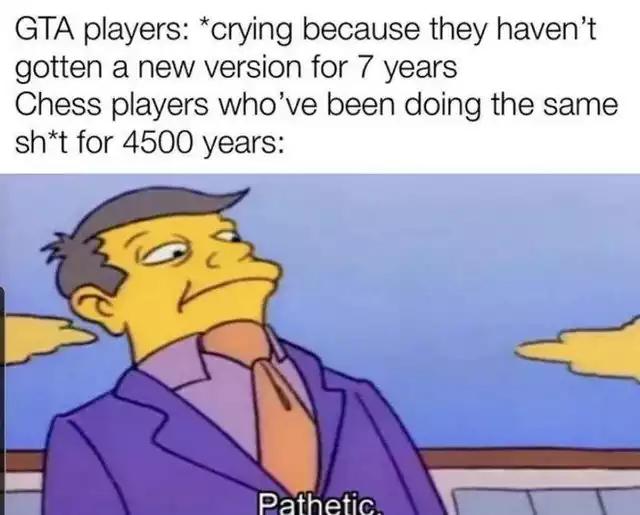 GTA players: *crying because they haven't
gotten a new version for 7 years
Chess players who've been doing the same
sh*t for 4500 years:
Pathetic.